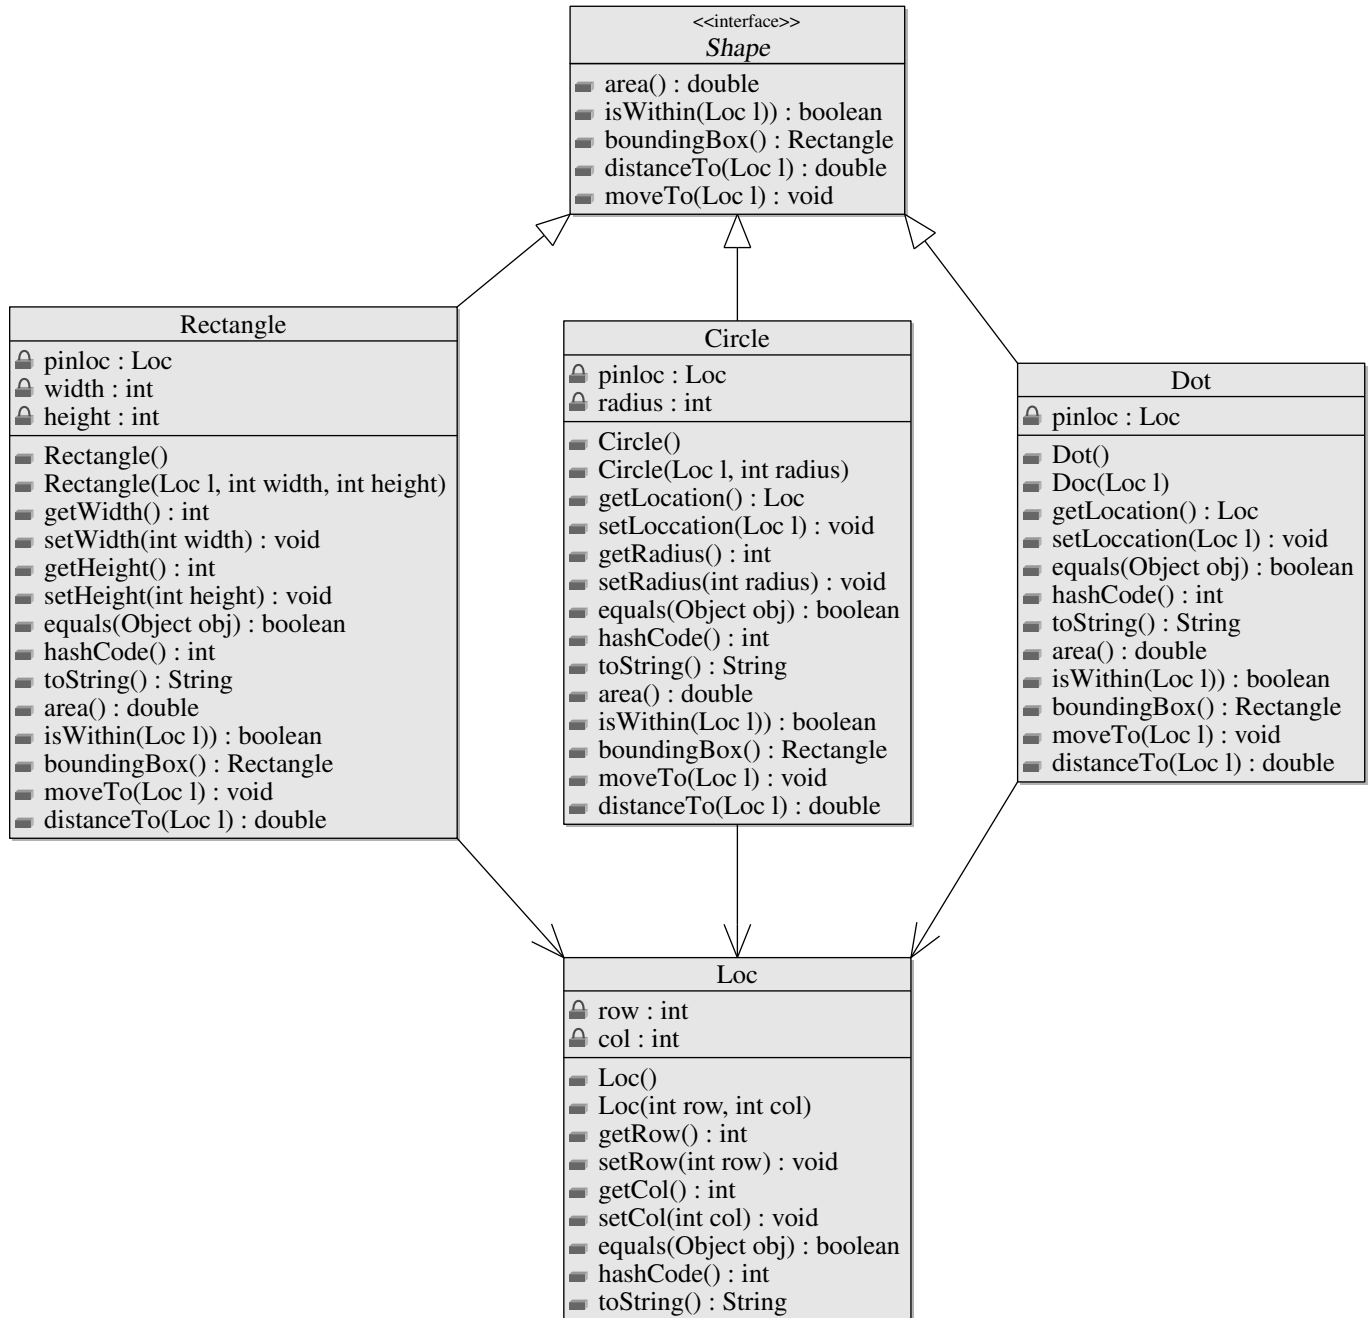 <<interface>>
Shape
area() : double
isWithin(Loc l)) : boolean
boundingBox() : Rectangle
distanceTo(Loc l) : double
moveTo(Loc l) : void
Rectangle
pinloc : Loc
width : int
height : int
Rectangle()
Rectangle(Loc l, int width, int height)
getWidth() : int
setWidth(int width) : void
getHeight() : int
setHeight(int height) : void
equals(Object obj) : boolean
hashCode() : int
toString() : String
area() : double
isWithin(Loc l)) : boolean
boundingBox() : Rectangle
moveTo(Loc l) : void
distanceTo(Loc l) : double
Circle
pinloc : Loc
radius : int
Circle()
Circle(Loc l, int radius)
getLocation() : Loc
setLoccation(Loc l) : void
getRadius() : int
setRadius(int radius) : void
equals(Object obj) : boolean
hashCode() : int
toString() : String
area() : double
isWithin(Loc l)) : boolean
boundingBox() : Rectangle
moveTo(Loc l) : void
distanceTo(Loc l) : double
Dot
pinloc : Loc
Dot()
Doc(Loc l)
getLocation() : Loc
setLoccation(Loc l) : void
equals(Object obj) : boolean
hashCode() : int
toString() : String
area() : double
isWithin(Loc l)) : boolean
boundingBox() : Rectangle
moveTo(Loc l) : void
distanceTo(Loc l) : double
Loc
row : int
col : int
Loc()
Loc(int row, int col)
getRow() : int
setRow(int row) : void
getCol() : int
setCol(int col) : void
equals(Object obj) : boolean
hashCode() : int
toString() : String